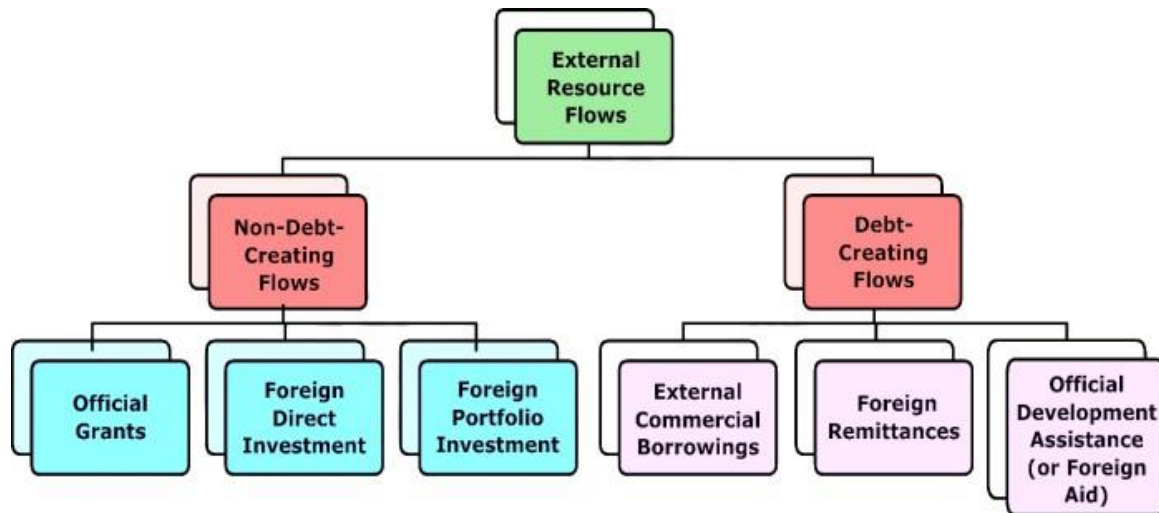 External
Resource
Flows
Non-Debt-
Creating
Flows
Debt-
Creating
Flows
Official
Grants
Foreign
Direct
Investment
Foreign
Portfolio
Investment
External
Commercial
Borrowings
Foreign
Remittances
Official
Development
Assistance
(or Foreign
Aid)